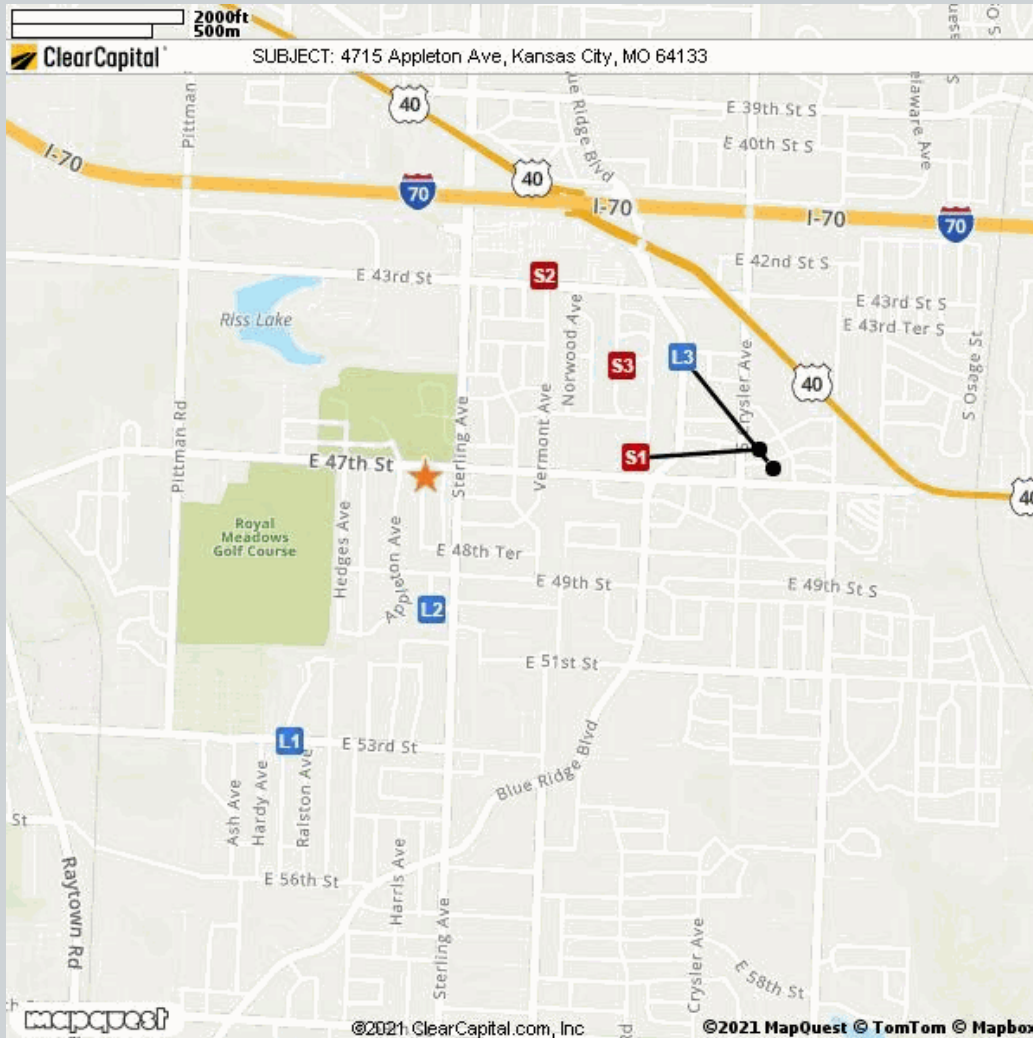 2000ft
500m
ClearCapital
SUBJECT: 4715 Appleton Ave, Kansas City, MO 64133
40
E 39th St S
E 40th St S
Pittman
I-70
70
40
I-70
I-70
70
E 42nd St S
E 43rd St
S2
E 43rd St S
E 43rd Ter S
Riss Lake
Norwood Ave
S3
L3
S Crysler Ave
40
S Osage St
Pittman Rd
Sterling Ave
Vermont Ave
E 47th St
S1
40
Royal
Meadows
Golf Course
Hedges Ave
Appleton Ave
E 48th Ter
E 49th St
E 49th St S
L2
E 51st St
L1
E 53rd St
Blue Ridge Blvd
Ash Ave
Hardy Ave
Ralston Ave
St
Raytown Rd
E 56th St
Harris Ave
Sterling Ave
Crysler Ave
E 58th St
mapquest
©2021 ClearCapital.com, Inc
©2021 MapQuest © TomTom © Mapbox